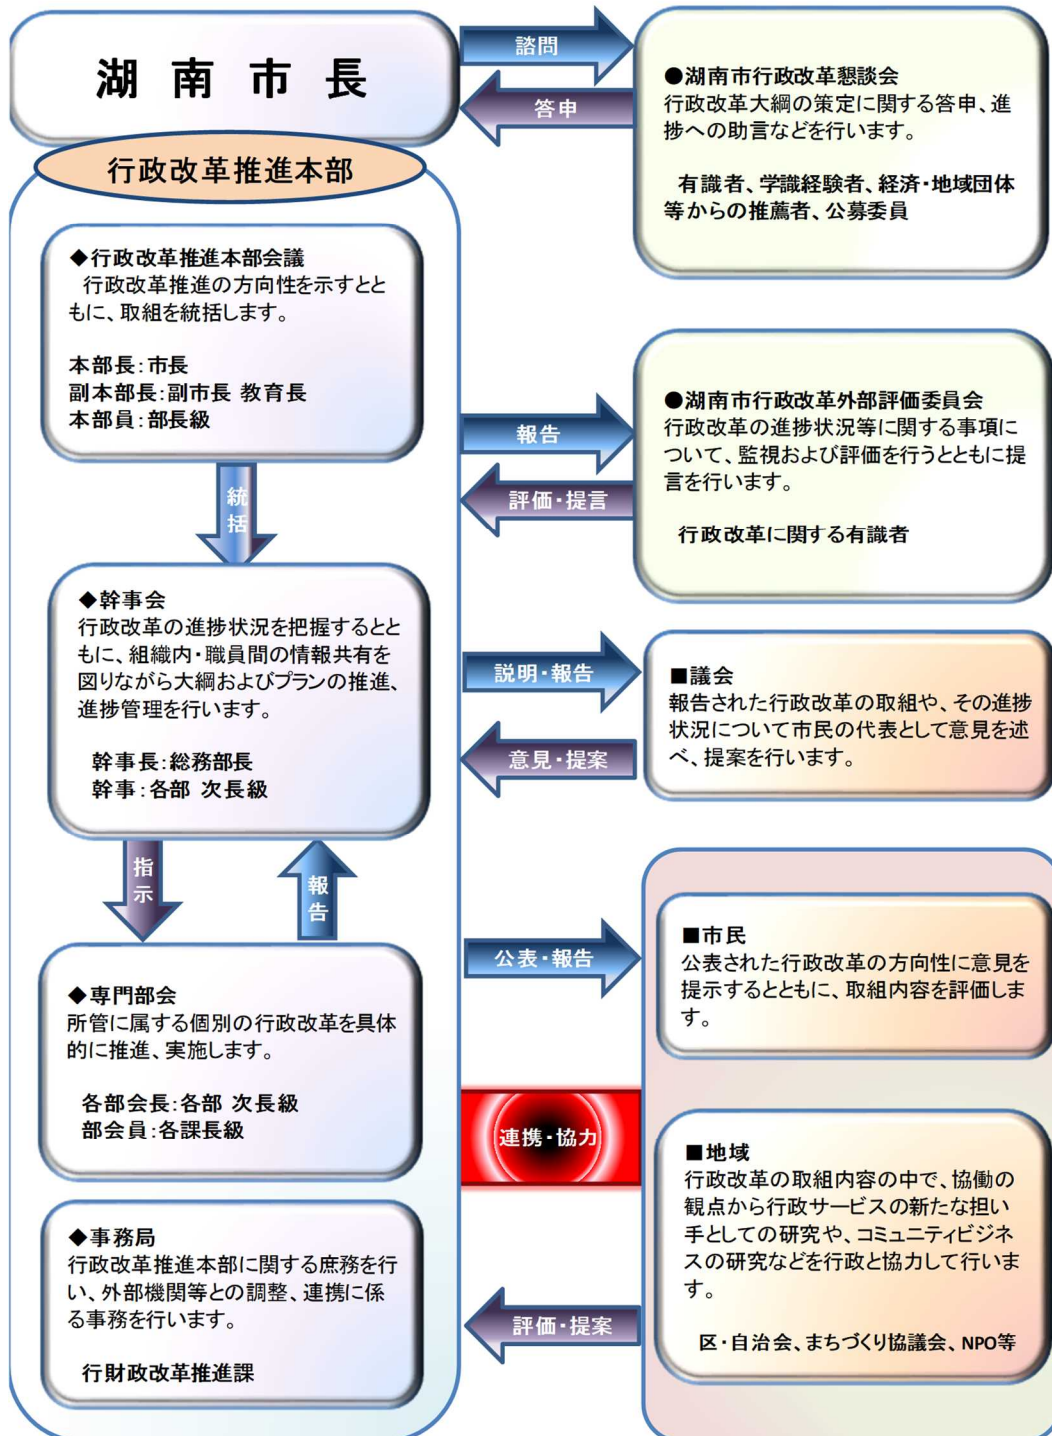 湖南市長
諮問
答申
●湖南市行政改革懇談会
行政改革大綱の策定に関する答申、進
捗への助言などを行います。
有識者、学識経験者、経済・地域団体
等からの推薦者、公募委員
行政改革推進本部
◆行政改革推進本部会議
行政改革推進の方向性を示すとと
もに、取組を統括します。
本部長:市長
副本部長:副市長 教育長
本部員:部長級
統括
報告
評価・提言
●湖南市行政改革外部評価委員会
行政改革の進捗状況等に関する事項に
ついて、監視および評価を行うとともに提
言を行います。
行政改革に関する有識者
◆幹事会
行政改革の進捗状況を把握するとと
もに、組織内・職員間の情報共有を
図りながら大綱およびプランの推進、
進捗管理を行います。
幹事長:総務部長
幹事:各部 次長級
説明・報告
意見・提案
■議会
報告された行政改革の取組や、その進捗
状況について市民の代表として意見を述
べ、提案を行います。
指示
報告
◆専門部会
所管に属する個別の行政改革を具体
的に推進、実施します。
各部会長:各部 次長級
部会員:各課長級
公表・報告
■市民
公表された行政改革の方向性に意見を
提示するとともに、取組内容を評価しま
す。
連携・協力
■地域
行政改革の取組内容の中で、協働の
観点から行政サービスの新たな担い
手としての研究や、コミュニティビジネ
スの研究などを行政と協力して行いま
す。
区・自治会、まちづくり協議会、NPO等
◆事務局
行政改革推進本部に関する庶務を行
い、外部機関等との調整、連携に係
る事務を行います。
行財政改革推進課
評価・提案